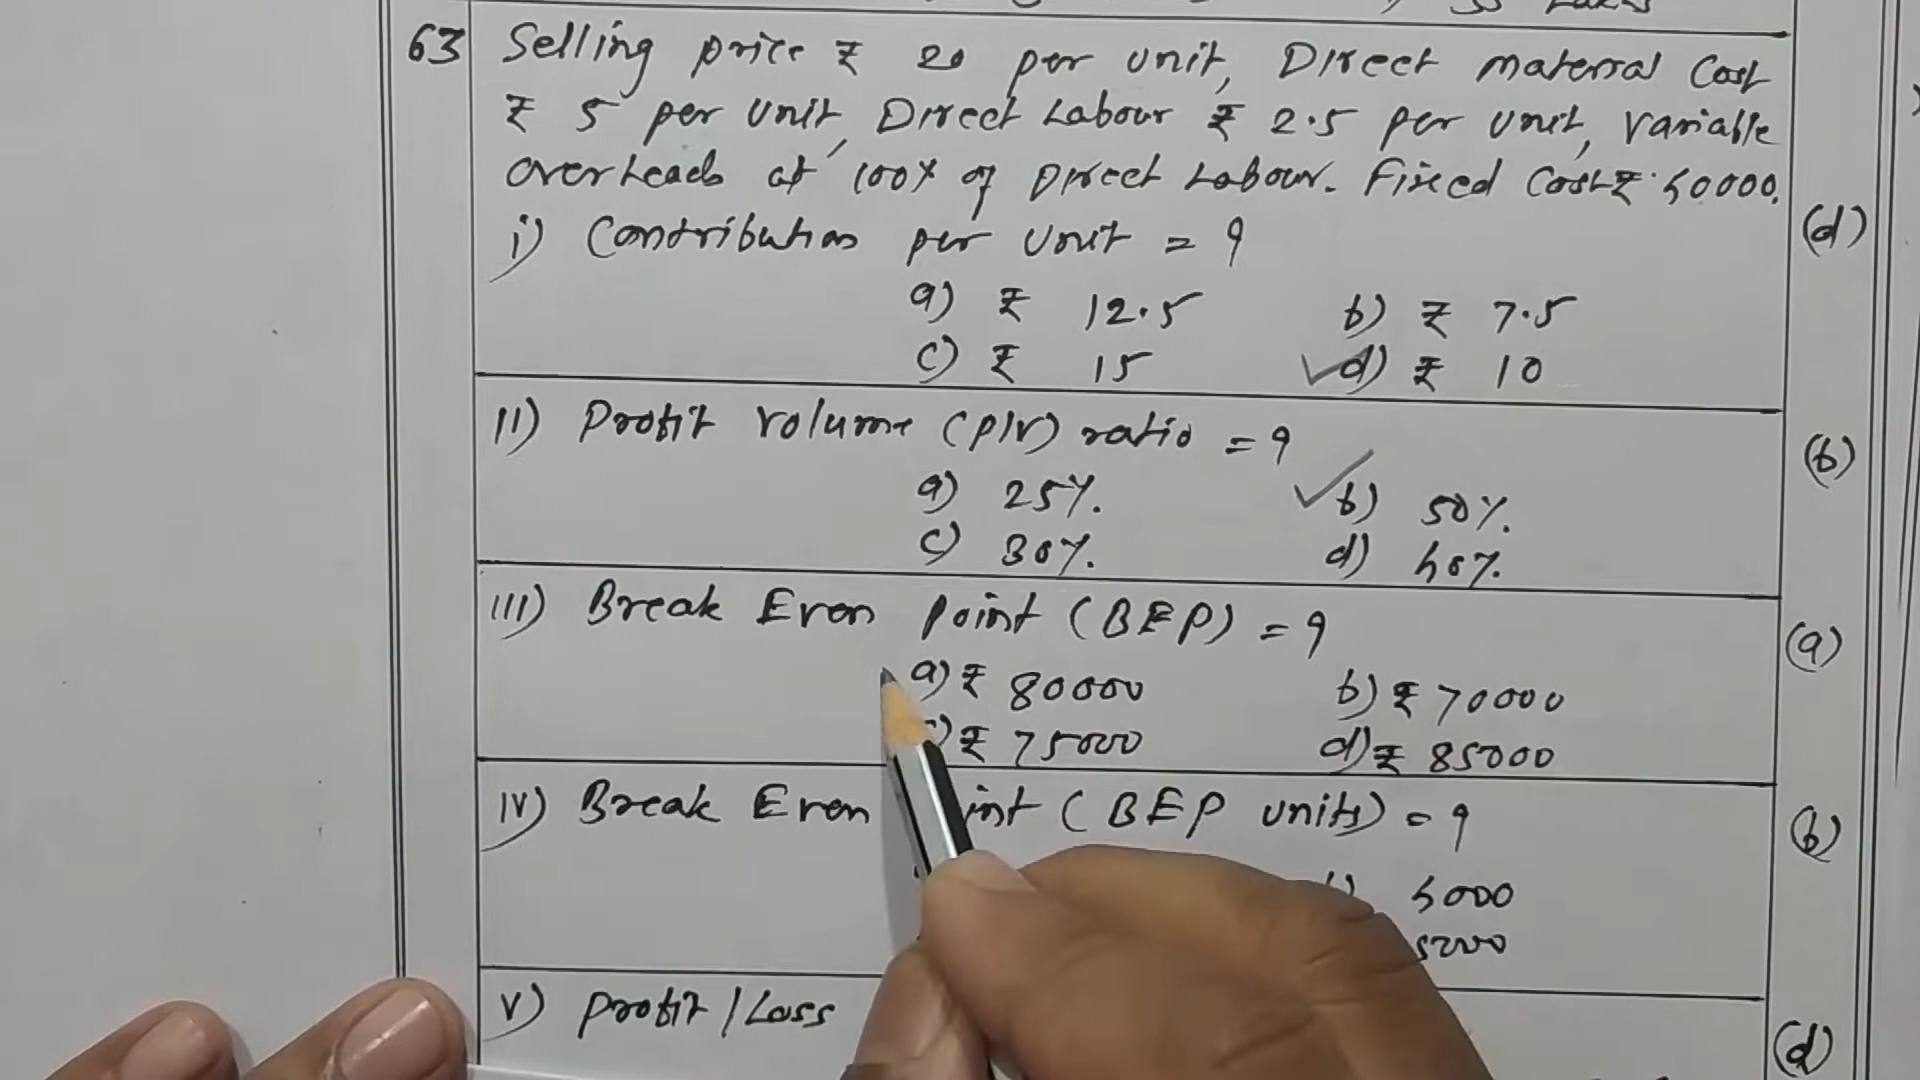 63 Selling price ₹ 20 per unit, Direct material Cost
₹ 5 per unit, Direct Labour ₹ 2.5 per unit, Variable
overheads at 100% of Direct Labour. Fixed Cost ₹ 40000.
i) Contribution per unit = ?
(d)
a) ₹ 12.5 b) ₹ 7.5
c) ₹ 15 d) ₹ 10
II) Profit Volume (P/V) ratio = ?
(b)
a) 25%. b) 50%.
c) 30%. d) 40%.
III) Break Even Point (BEP) = ?
(a)
a) ₹ 80000 b) ₹ 70000
₹ 75000 d) ₹ 85000
IV) Break Even (BEP units) = ?
(b)
4000
5000
V) Profit / Loss
(d)